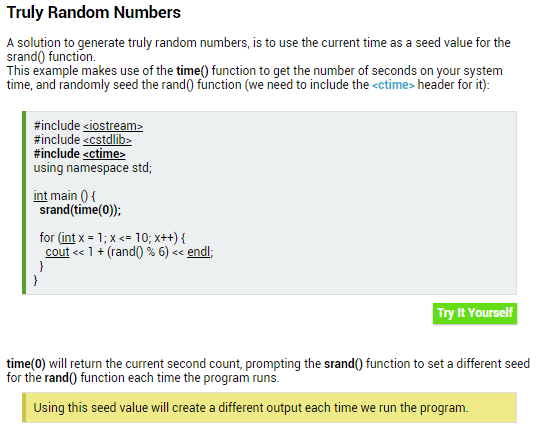 Truly Random Numbers
A solution to generate truly random numbers, is to use the current time as a seed value for the
srand() function.
This example makes use of the time() function to get the number of seconds on your system
time, and randomly seed the rand() function (we need to include the <ctime> header for it):
#include <iostream>
#include <cstdlib>
#include <ctime>
using namespace std;
int main () {
srand(time(0));
for (int x = 1; x <= 10; x++) {
cout << 1 + (rand() % 6) << endl;
}
}
Try It Yourself
time(0) will return the current second count, prompting the srand() function to set a different seed
for the rand() function each time the program runs.
Using this seed value will create a different output each time we run the program.